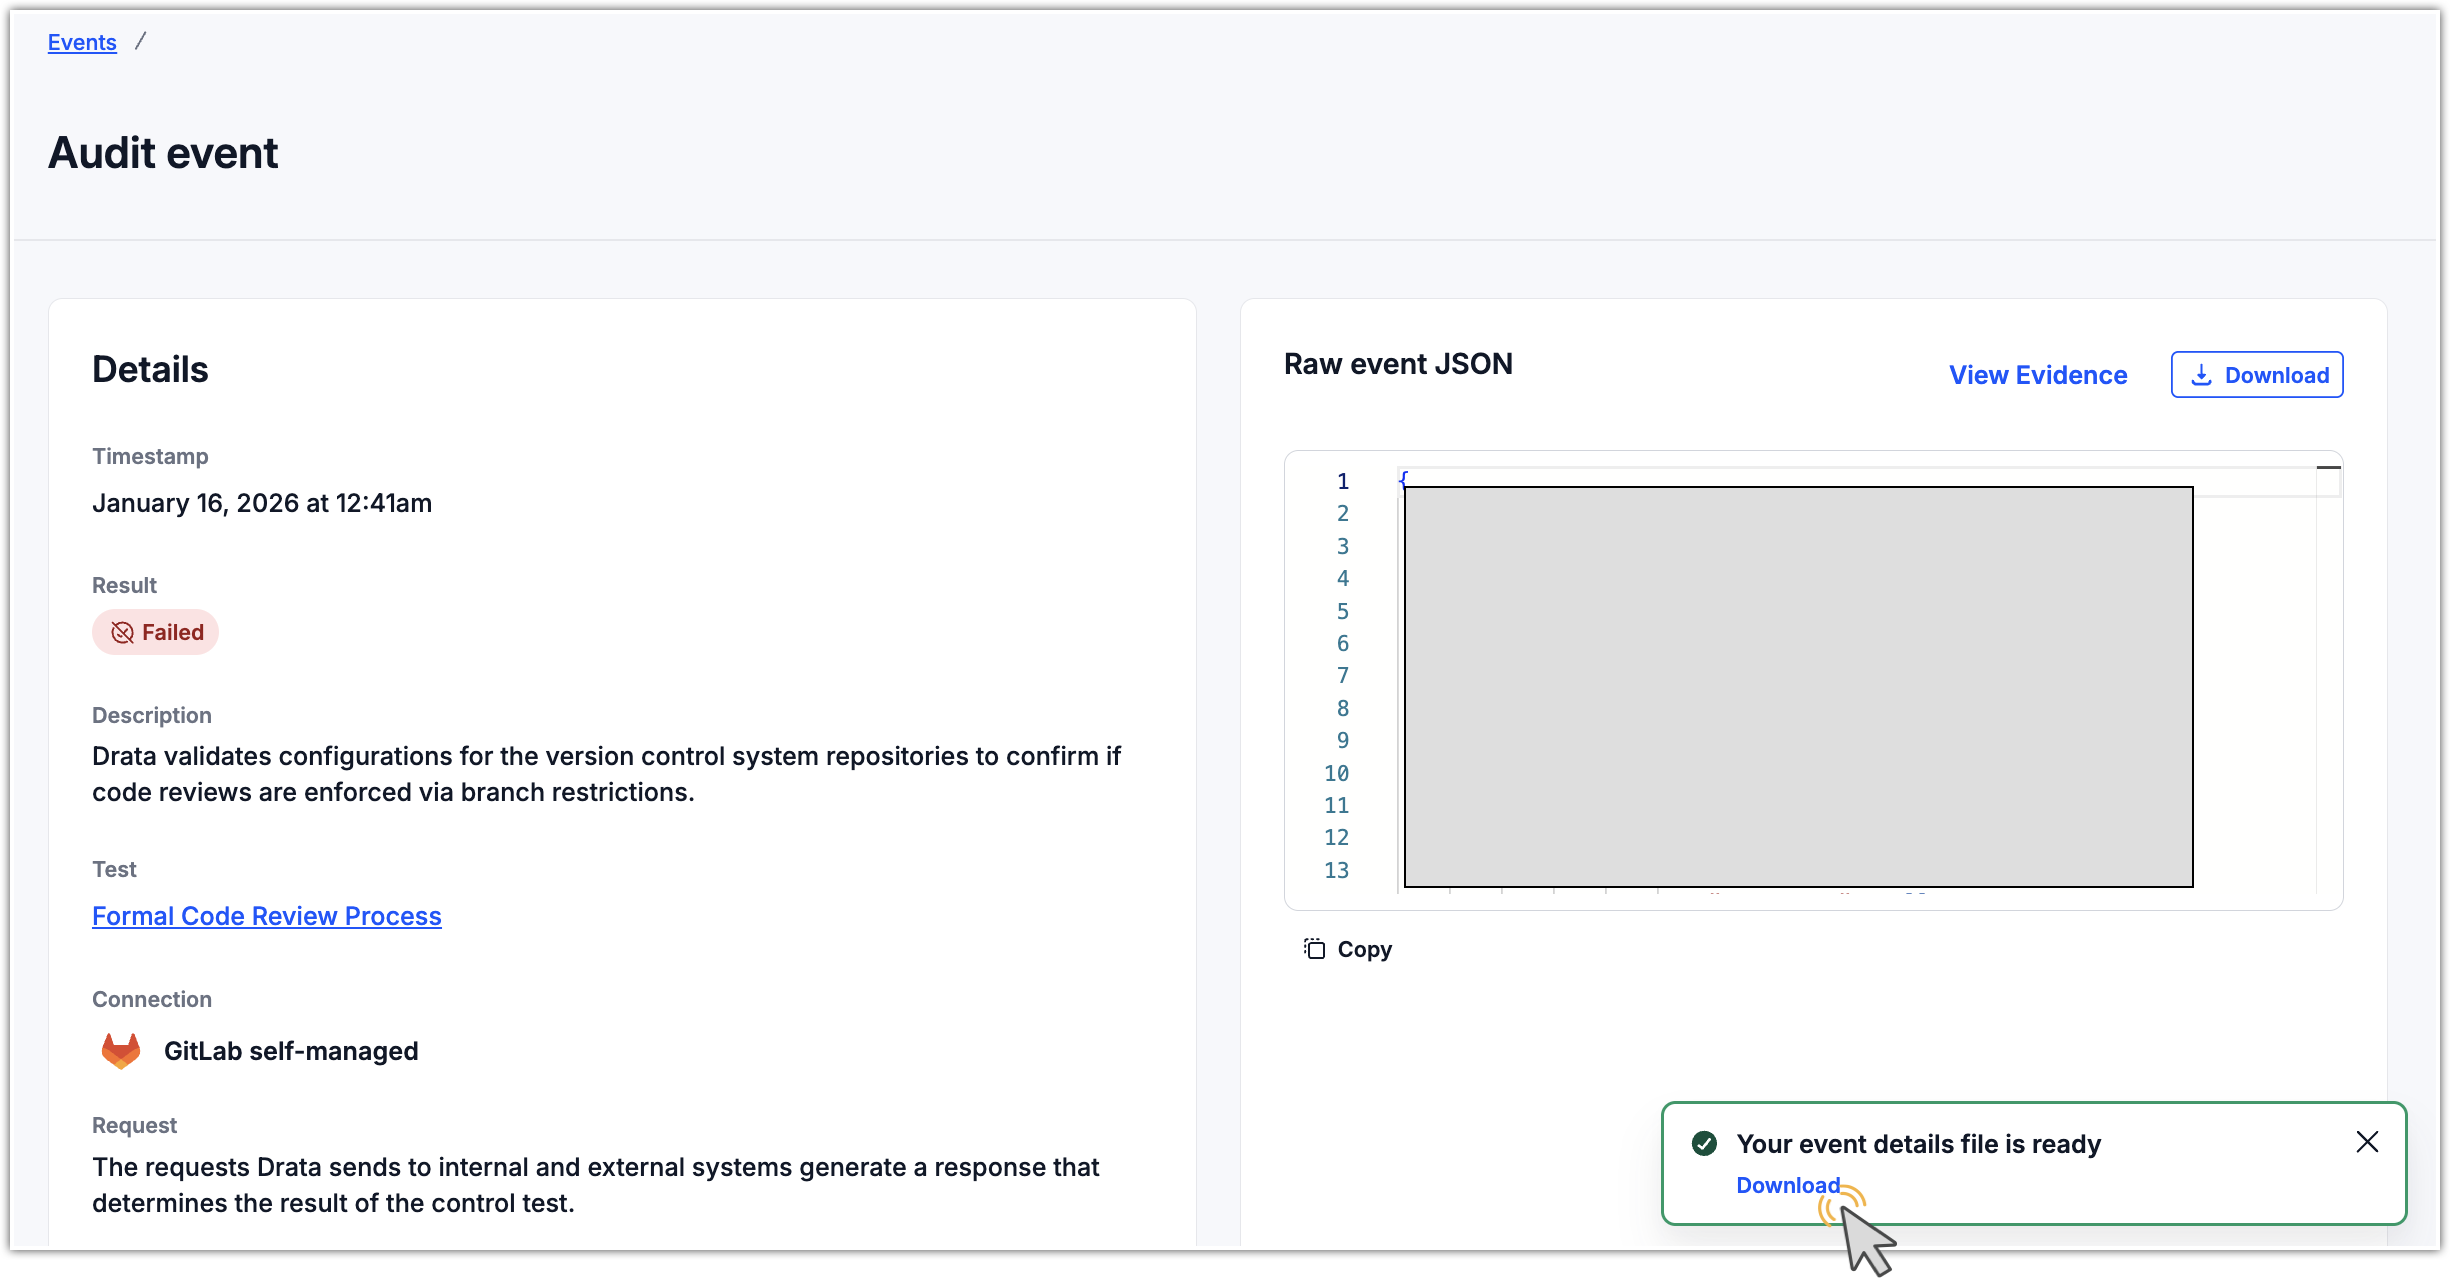 Events /
Audit event
Details
Timestamp
January 16, 2026 at 12:41am
Result
Failed
Description
Drata validates configurations for the version control system repositories to confirm if
code reviews are enforced via branch restrictions.
Test
Formal Code Review Process
Connection
GitLab self-managed
Request
The requests Drata sends to internal and external systems generate a response that
determines the result of the control test.
Raw event JSON
View Evidence
Download
1 {
2
3
4
5
6
7
8
9
10
11
12
13
Copy
Your event details file is ready
Download